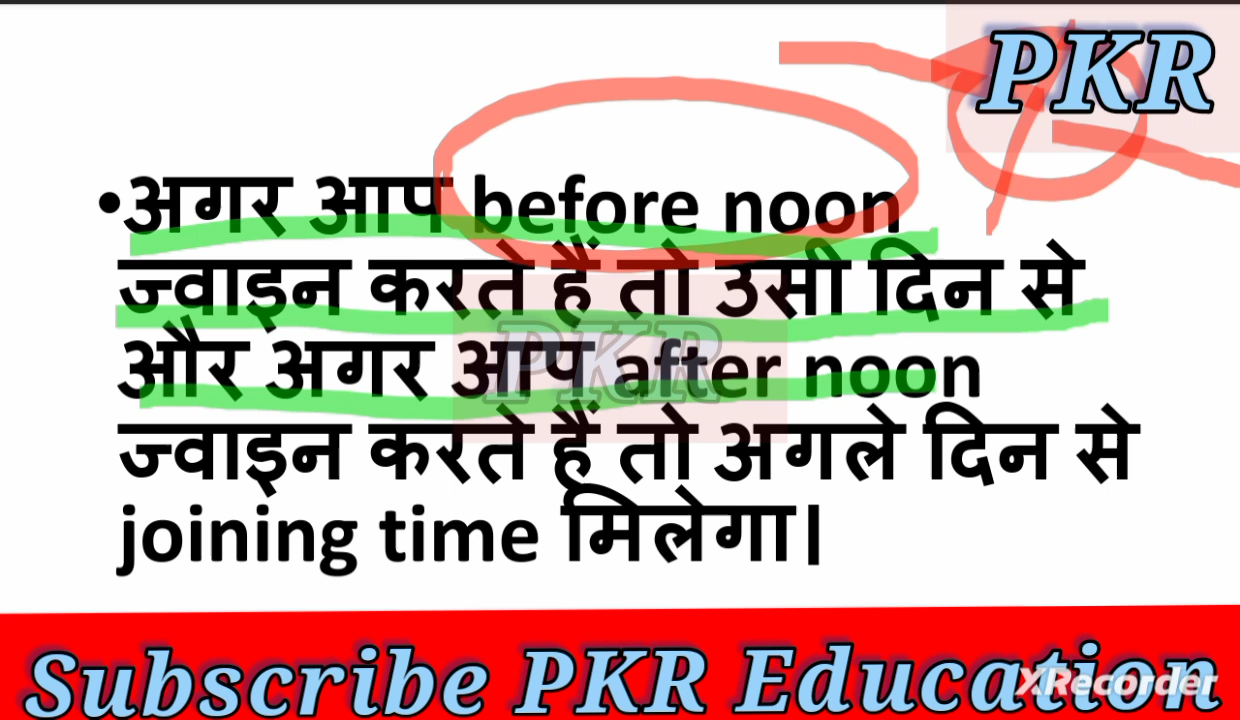 PKR
•अगर आप before noon
ज्वाइन करते हैं तो उसी दिन से
और अगर आप after noon
ज्वाइन करते हैं तो अगले दिन से
joining time मिलेगा|
PKR
Subscribe PKR Education
XRecorder